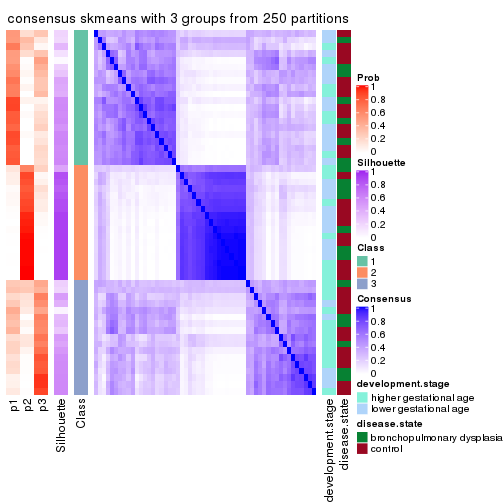 consensus skmeans with 3 groups from 250 partitions
Prob
1
0.8
0.6
0.4
0.2
0
Silhouette
1
0.8
0.6
0.4
0.2
0
Class
1
2
3
Consensus
1
0.8
0.6
0.4
0.2
0
development.stage
higher gestational age
lower gestational age
disease.state
bronchopulmonary dysplasia
control
p1
p2
p3
Silhouette
Class
development.stage
disease.state